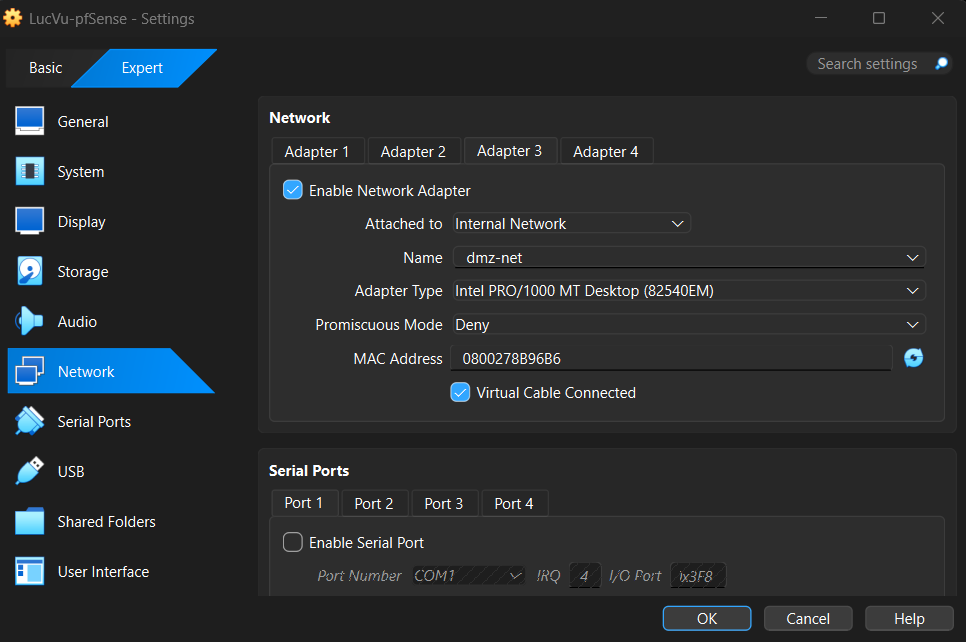 LucVu-pfSense - Settings
Basic Expert Search settings
General
System
Display
Storage
Audio
Network
Serial Ports
USB
Shared Folders
User Interface
Network
Adapter 1 Adapter 2 Adapter 3 Adapter 4
Enable Network Adapter
Attached to Internal Network
Name dmz-net
Adapter Type Intel PRO/1000 MT Desktop (82540EM)
Promiscuous Mode Deny
MAC Address 0800278B96B6
Virtual Cable Connected
Serial Ports
Port 1 Port 2 Port 3 Port 4
Enable Serial Port
Port Number COM1 IRQ 4 I/O Port 0x3F8
OK Cancel Help